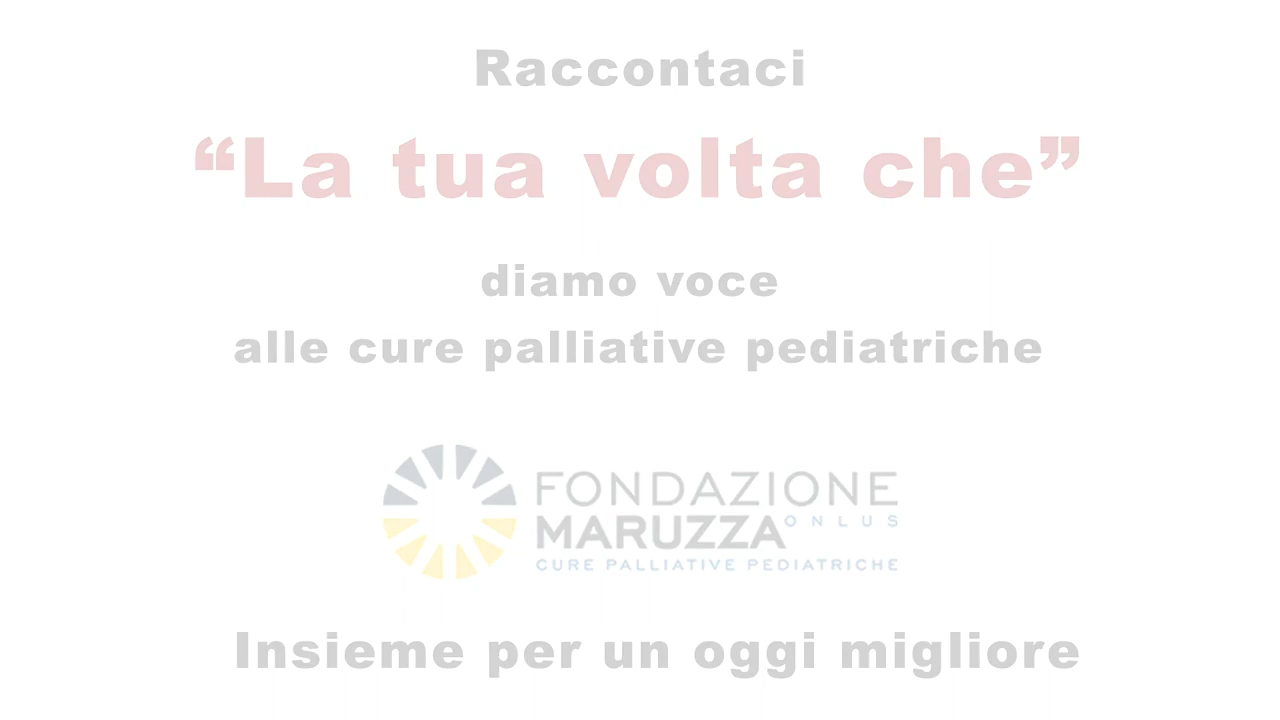 Raccontaci
“La tua volta che”
diamo voce
alle cure palliative pediatriche
FONDAZIONE
MARUZZA ONLUS
CURE PALLIATIVE PEDIATRICHE
Insieme per un oggi migliore